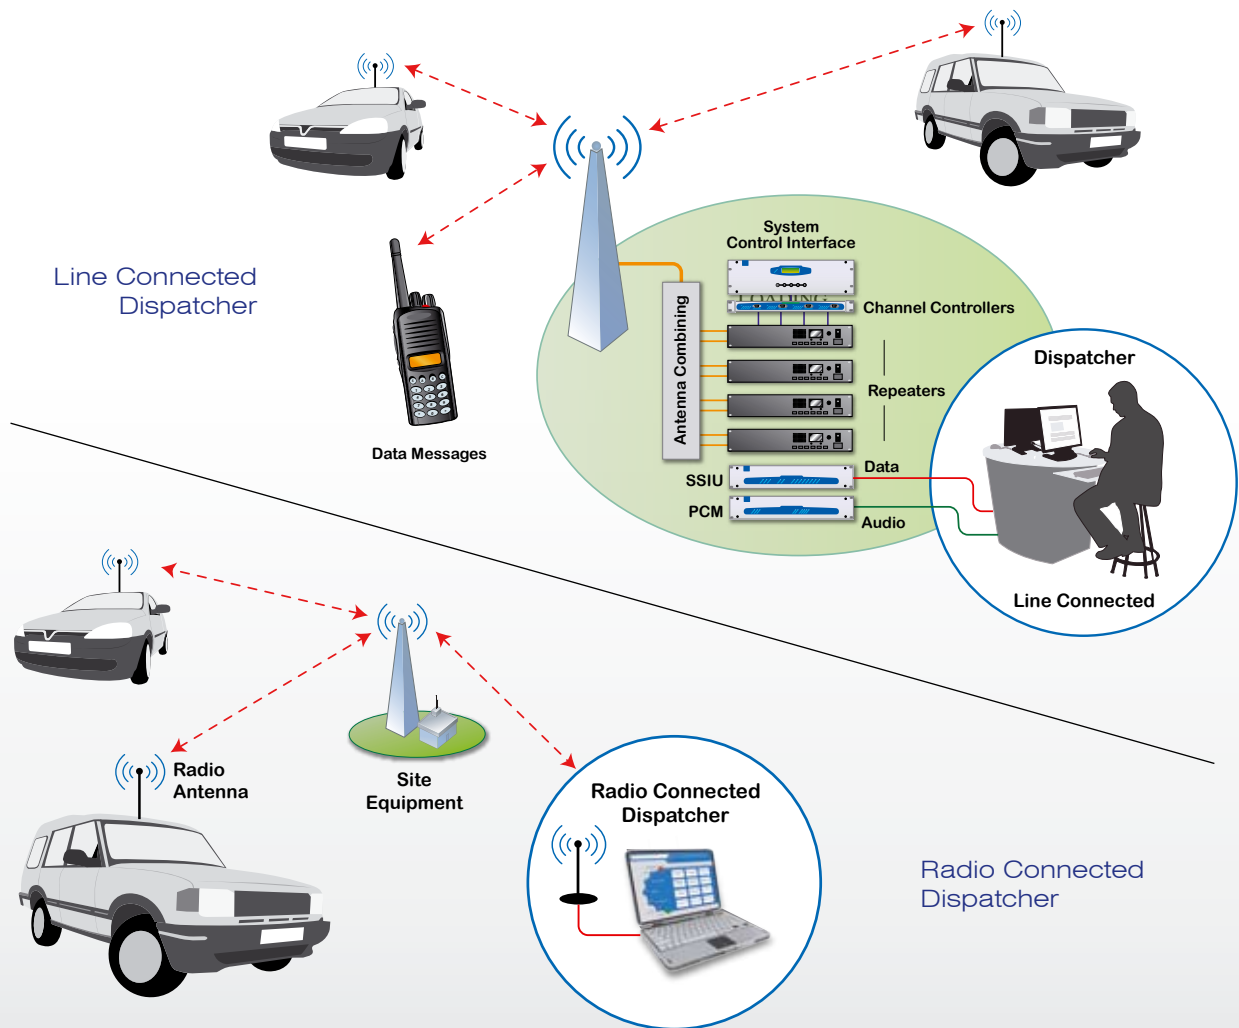 System
Control Interface
Line Connected
Dispatcher
LOADING
Channel Controllers
Antenna Combining
Dispatcher
Repeaters
Data Messages
Data
SSIU
PCM
Audio
Line Connected
Radio
Antenna
Site
Equipment
Radio Connected
Dispatcher
Radio Connected
Dispatcher